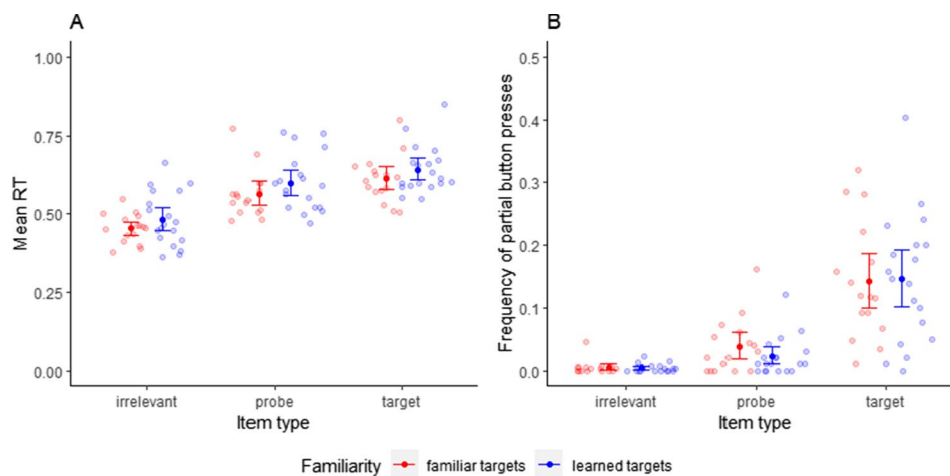 A
Mean RT
1.00
0.75
0.50
0.25
0.00
irrelevant probe target
Item type
B
Frequency of partial button presses
0.5
0.4
0.3
0.2
0.1
0.0
irrelevant probe target
Item type
Familiarity familiar targets learned targets